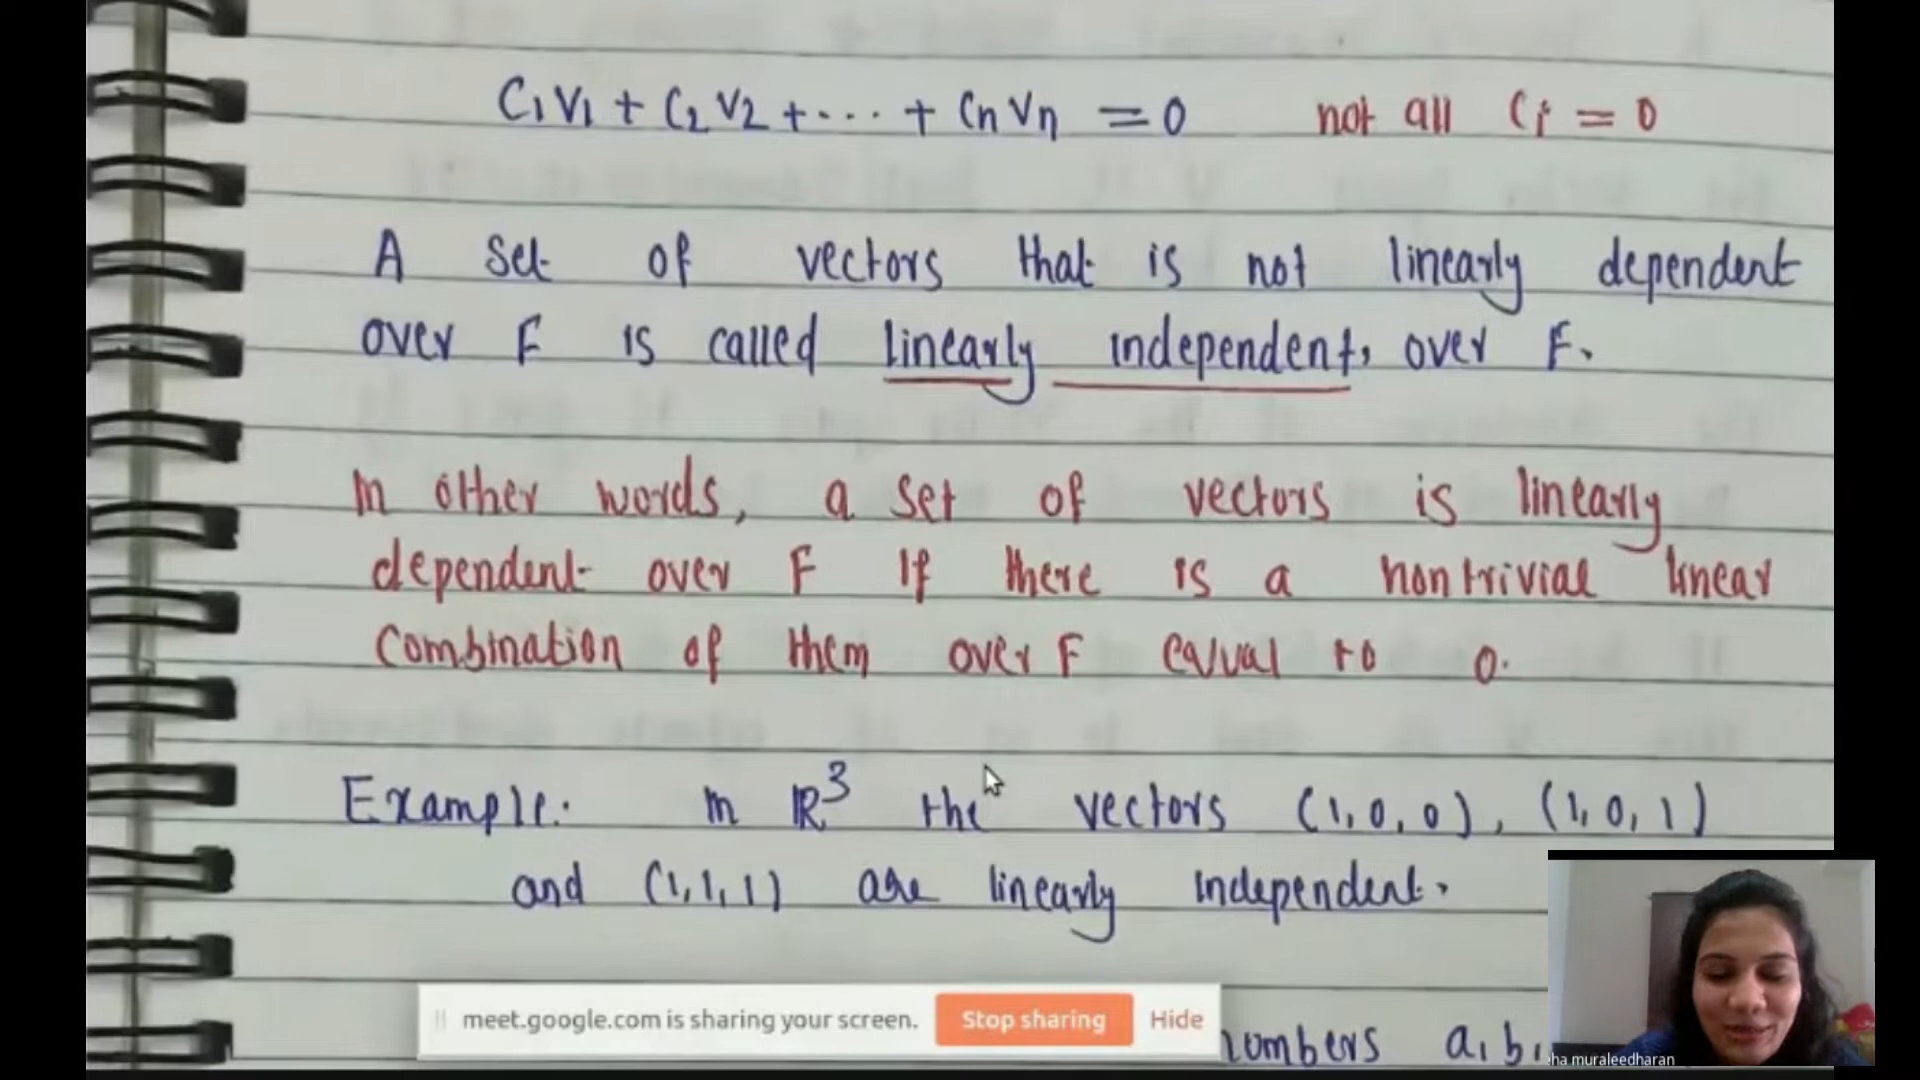 C₁V₁ + C₂V₂ + ... + CnVn = 0 not all Ci = 0
A set of vectors that is not linearly dependent
over F is called linearly independent, over F.
In other words, a set of vectors is linearly
dependent over F if there is a nontrivial linear
combination of them over F equal to 0.
Example: In ℝ³ the vectors (1,0,0), (1,0,1)
and (1,1,1) are linearly independent.
meet.google.com is sharing your screen. Stop sharing Hide
numbers a, b,
ha muraleedharan